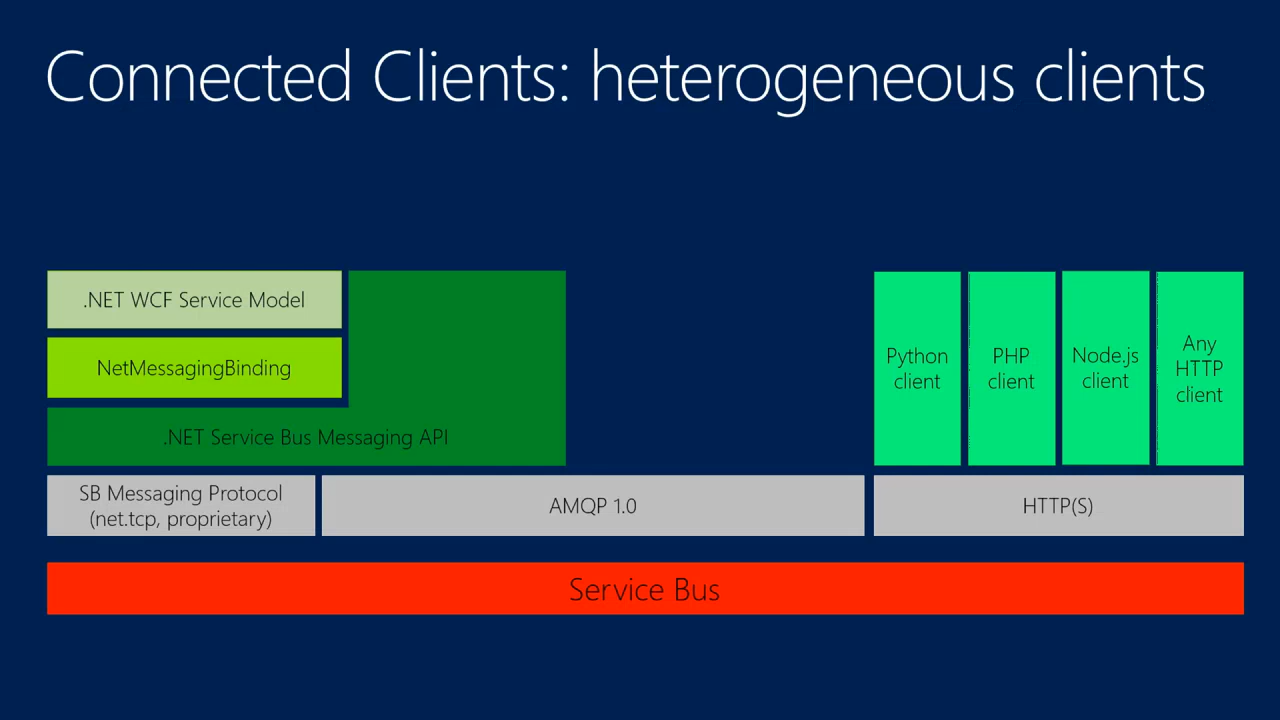 Connected Clients: heterogeneous clients
.NET WCF Service Model
NetMessagingBinding
.NET Service Bus Messaging API
Python
client
PHP
client
Node.js
client
Any
HTTP
client
SB Messaging Protocol
(net.tcp, proprietary)
AMQP 1.0
HTTP(S)
Service Bus